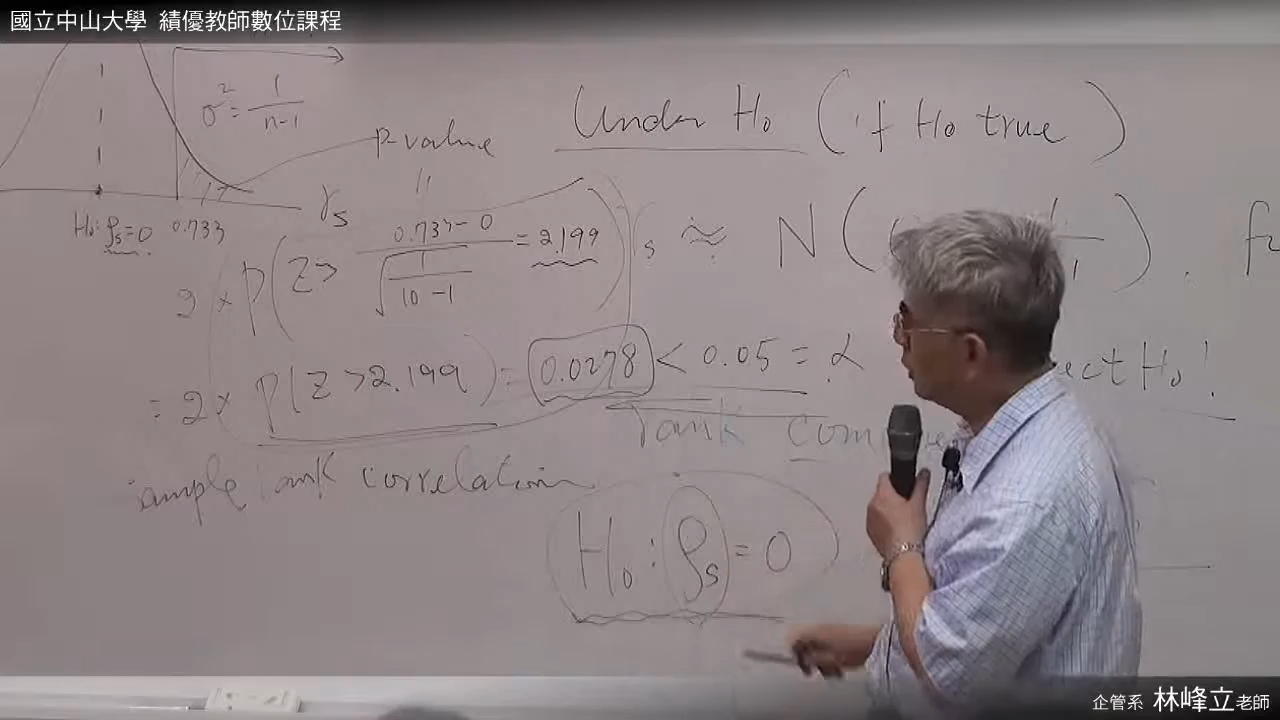 國立中山大學 績優教師數位課程
σ² = 1/(n-1)
p-value
Under H₀ (if H₀ true)
H₀: ρₛ=0 0.733 rₛ
"
2 × P(Z > (0.733-0)/√(1/(10-1)) = 2.199)
ₛ ≈ N(
= 2 × P(Z > 2.199) = 0.0278 < 0.05 = α
ect H₀!
rank
sample rank correlation
H₀: ρₛ = 0
企管系 林峰立老師